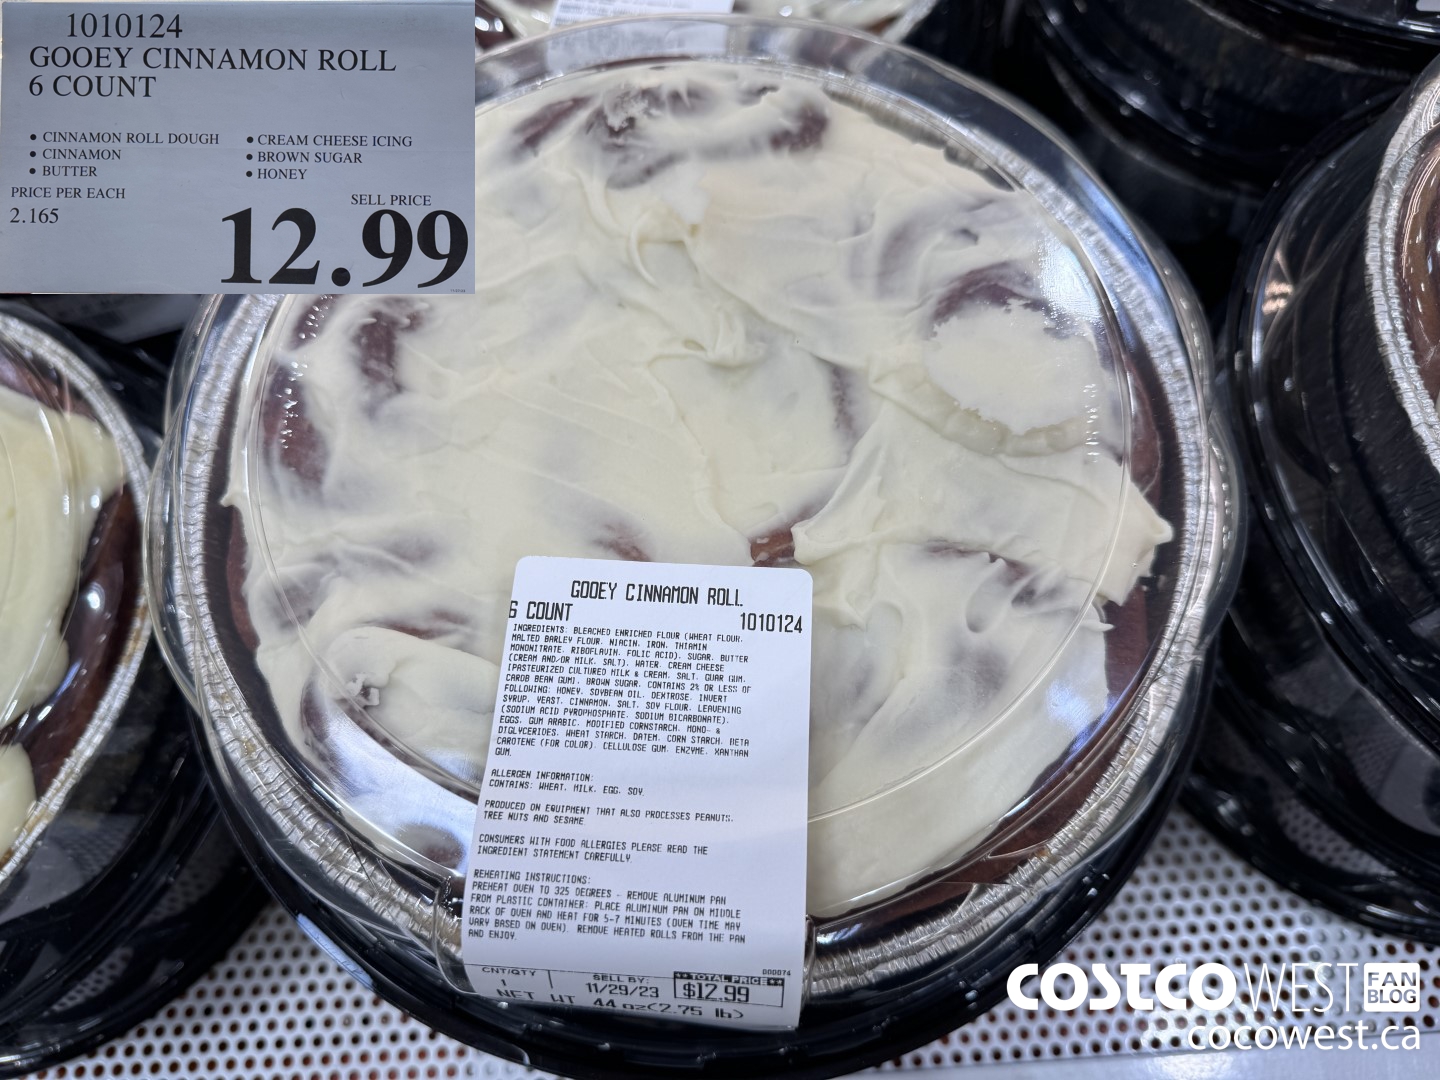 1010124
GOOEY CINNAMON ROLL
6 COUNT
• CINNAMON ROLL DOUGH
• CINNAMON
• BUTTER
• CREAM CHEESE ICING
• BROWN SUGAR
• HONEY
PRICE PER EACH
2.165
SELL PRICE
12.99
GOOEY CINNAMON ROLL
6 COUNT 1010124
INGREDIENTS: BLEACHED ENRICHED FLOUR (WHEAT FLOUR,
MALTED BARLEY FLOUR, NIACIN, IRON, THIAMIN
MONONITRATE, RIBOFLAVIN, FOLIC ACID), SUGAR, BUTTER
(CREAM AND/OR MILK, SALT), WATER, CREAM CHEESE
(PASTEURIZED CULTURED MILK & CREAM, SALT, GUAR GUM,
CAROB BEAN GUM), BROWN SUGAR, CONTAINS 2% OR LESS OF
FOLLOWING: HONEY, SOYBEAN OIL, DEXTROSE, INVERT
SYRUP, YEAST, CINNAMON, SALT, SOY FLOUR, LEAVENING
(SODIUM ACID PYROPHOSPHATE, SODIUM BICARBONATE),
EGGS, GUM ARABIC, MODIFIED CORNSTARCH, MONO- &
DIGLYCERIDES, WHEAT STARCH, DATEM, CORN STARCH, BETA
CAROTENE (FOR COLOR), CELLULOSE GUM, ENZYME, XANTHAN
GUM.
ALLERGEN INFORMATION:
CONTAINS: WHEAT, MILK, EGG, SOY.
PRODUCED ON EQUIPMENT THAT ALSO PROCESSES PEANUTS,
TREE NUTS AND SESAME.
CONSUMERS WITH FOOD ALLERGIES PLEASE READ THE
INGREDIENT STATEMENT CAREFULLY.
REHEATING INSTRUCTIONS:
PREHEAT OVEN TO 325 DEGREES - REMOVE ALUMINUM PAN
FROM PLASTIC CONTAINER: PLACE ALUMINUM PAN ON MIDDLE
RACK OF OVEN AND HEAT FOR 5-7 MINUTES (OVEN TIME MAY
VARY BASED ON OVEN). REMOVE HEATED ROLLS FROM THE PAN
AND ENJOY.
000074
CNT/QTY SELL BY: **TOTAL PRICE**
1 11/29/23 $12.99
NET WT 44 oz(2.75 lb)
COSTCO WEST FAN BLOG
cocowest.ca